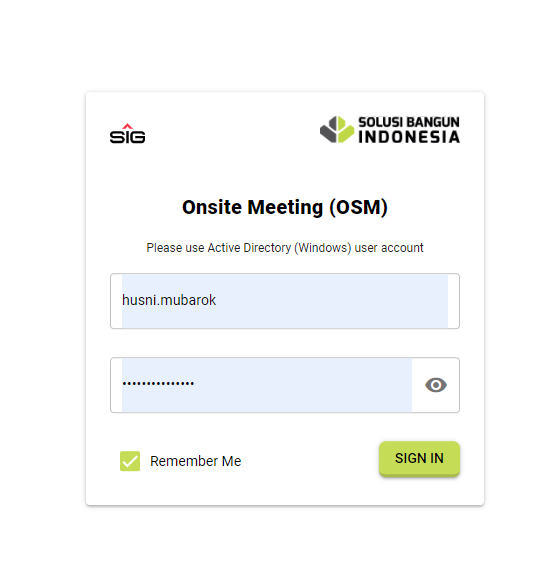 SIG
SOLUSI BANGUN
INDONESIA
Onsite Meeting (OSM)
Please use Active Directory (Windows) user account
husni.mubarok
•••••••••••••••
Remember Me
SIGN IN